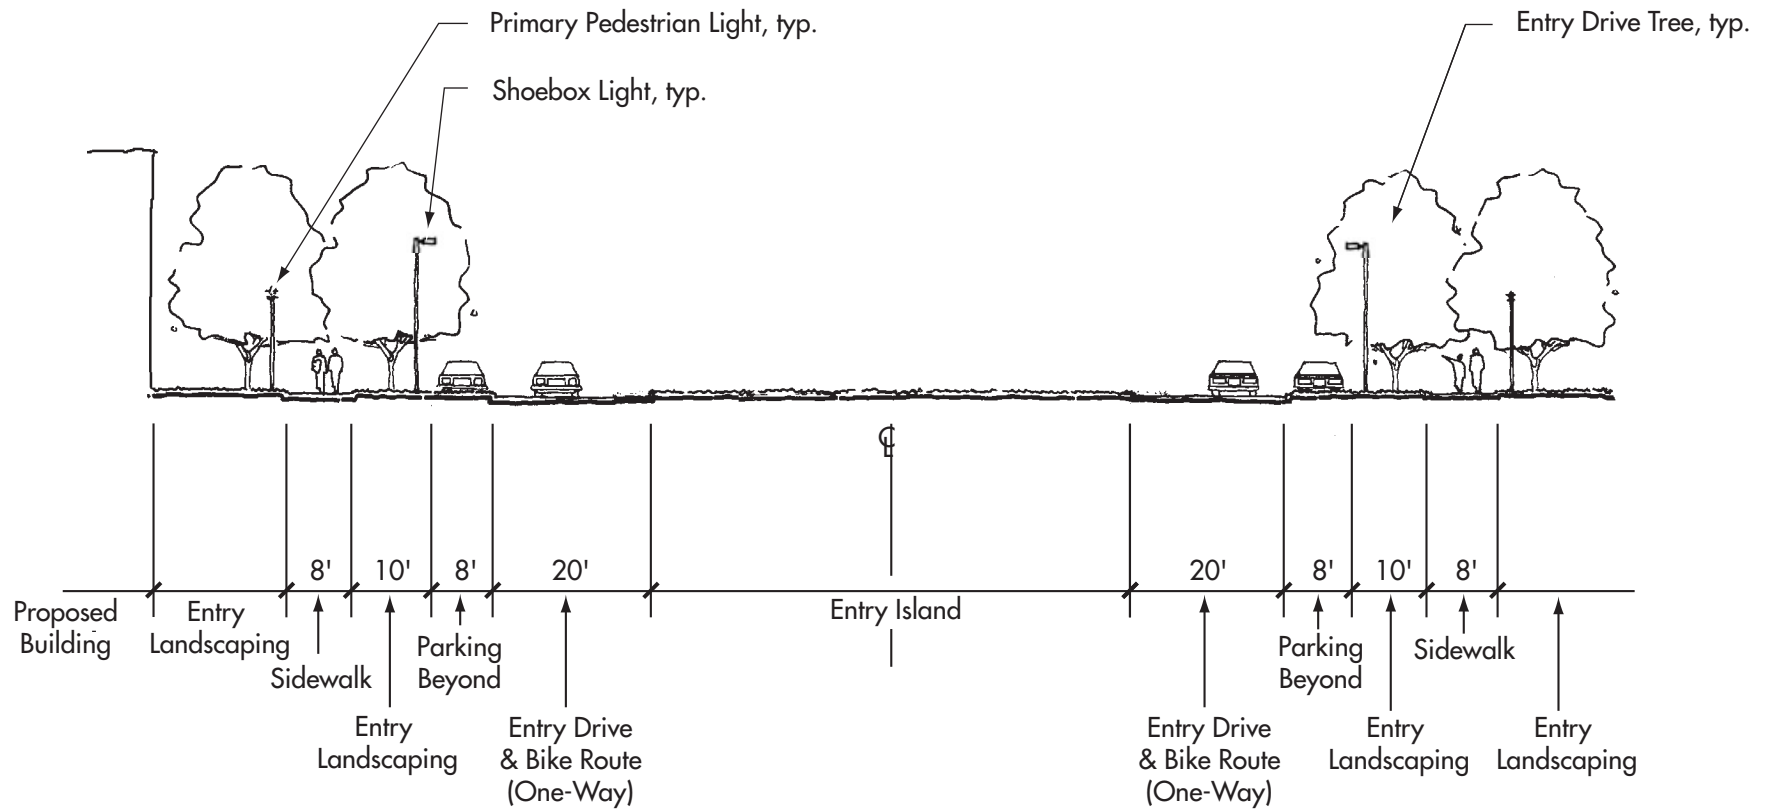 Primary Pedestrian Light, typ.
Entry Drive Tree, typ.
Shoebox Light, typ.
℄
8' 10' 8' 20' 20' 8' 10' 8'
Proposed
Building
Entry
Landscaping
Sidewalk
Entry
Landscaping
Parking
Beyond
Entry Drive
& Bike Route
(One-Way)
Entry Island
Entry Drive
& Bike Route
(One-Way)
Parking
Beyond
Entry
Landscaping
Sidewalk
Entry
Landscaping